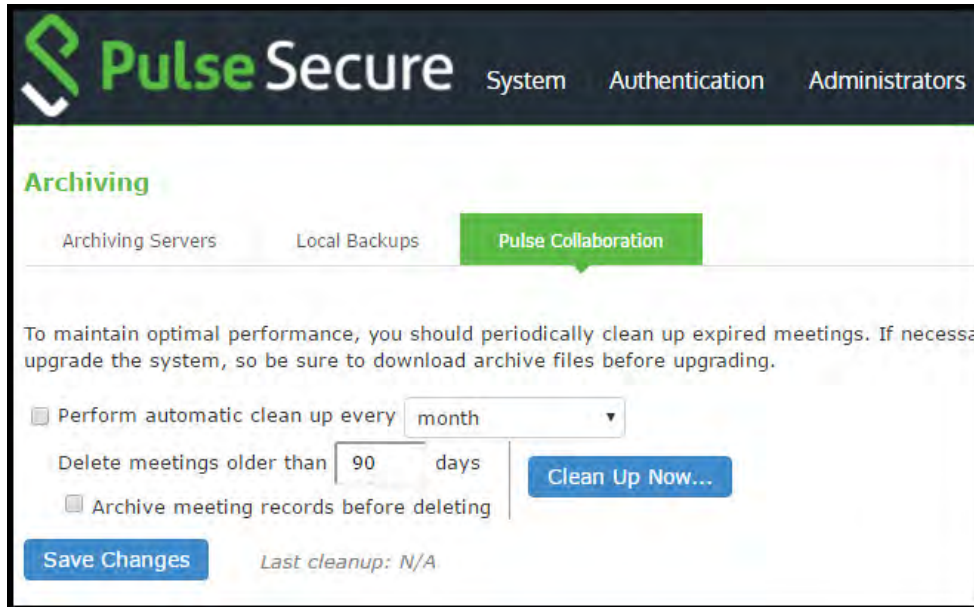 Pulse Secure System Authentication Administrators
Archiving
Archiving Servers Local Backups Pulse Collaboration
To maintain optimal performance, you should periodically clean up expired meetings. If necessa
upgrade the system, so be sure to download archive files before upgrading.
Perform automatic clean up every month
Delete meetings older than 90 days
Clean Up Now...
Archive meeting records before deleting
Save Changes Last cleanup: N/A